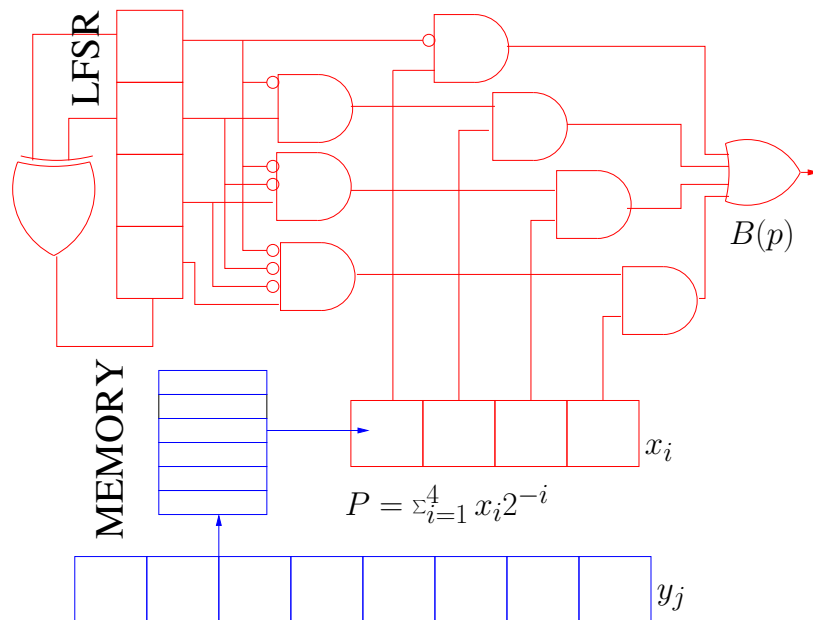 LFSR
B(p)
MEMORY
x_i
P = Σ_{i=1}^{4} x_i 2^{-i}
y_j